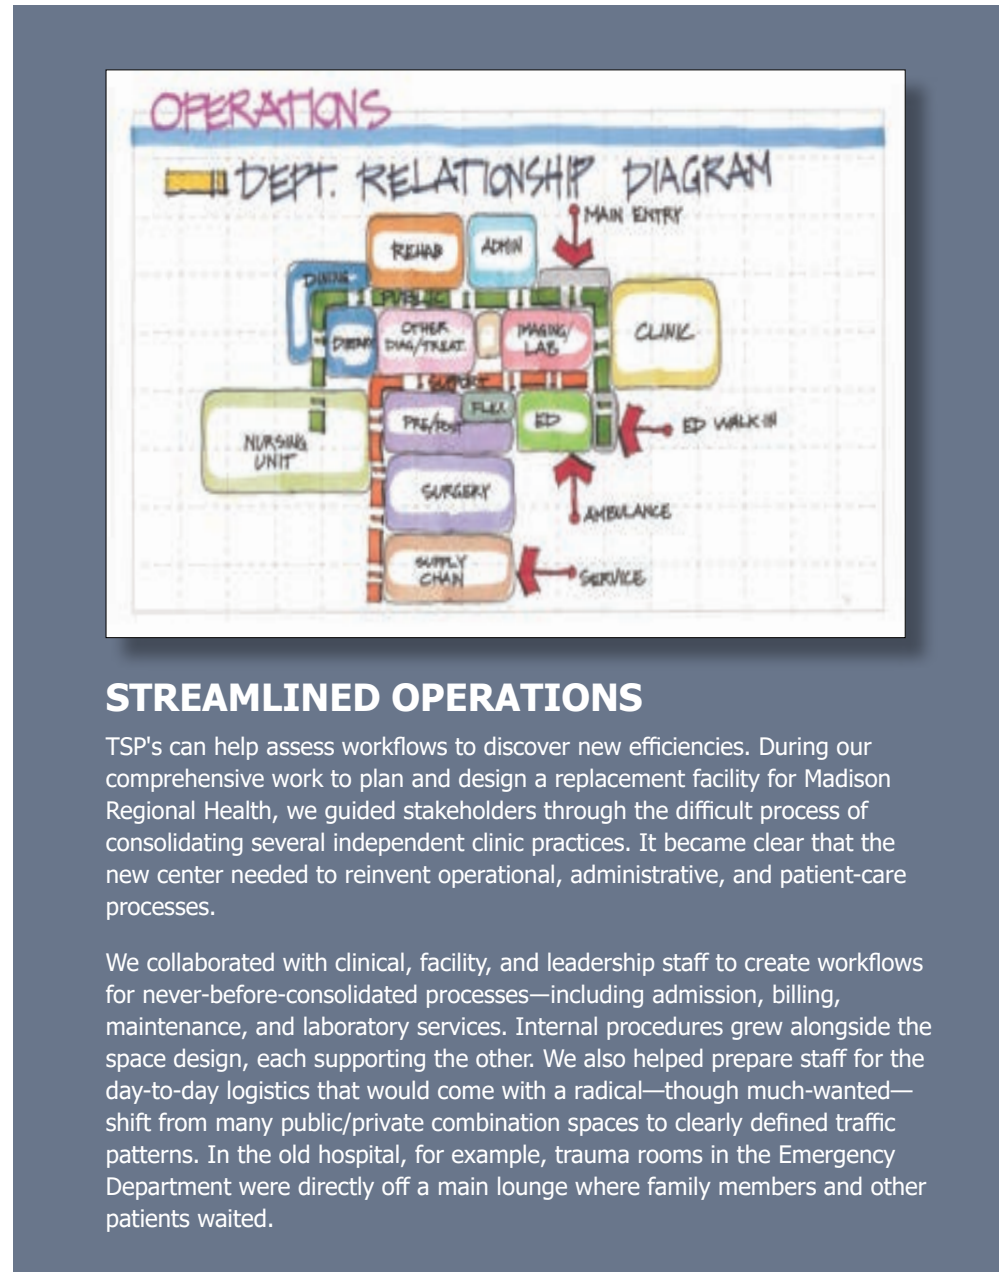 OPERATIONS
DEPT. RELATIONSHIP DIAGRAM
MAIN ENTRY
REHAB
ADMIN
DINING
PUBLIC
DIETARY
OTHER
DIAG/TREAT.
IMAGING/
LAB
CLINIC
SUPPORT
PRE/POST
FLEX
ED
ED WALK-IN
NURSING
UNIT
SURGERY
AMBULANCE
SUPPLY
CHAIN
SERVICE
STREAMLINED OPERATIONS
TSP's can help assess workflows to discover new efficiencies. During our
comprehensive work to plan and design a replacement facility for Madison
Regional Health, we guided stakeholders through the difficult process of
consolidating several independent clinic practices. It became clear that the
new center needed to reinvent operational, administrative, and patient-care
processes.
We collaborated with clinical, facility, and leadership staff to create workflows
for never-before-consolidated processes—including admission, billing,
maintenance, and laboratory services. Internal procedures grew alongside the
space design, each supporting the other. We also helped prepare staff for the
day-to-day logistics that would come with a radical—though much-wanted—
shift from many public/private combination spaces to clearly defined traffic
patterns. In the old hospital, for example, trauma rooms in the Emergency
Department were directly off a main lounge where family members and other
patients waited.